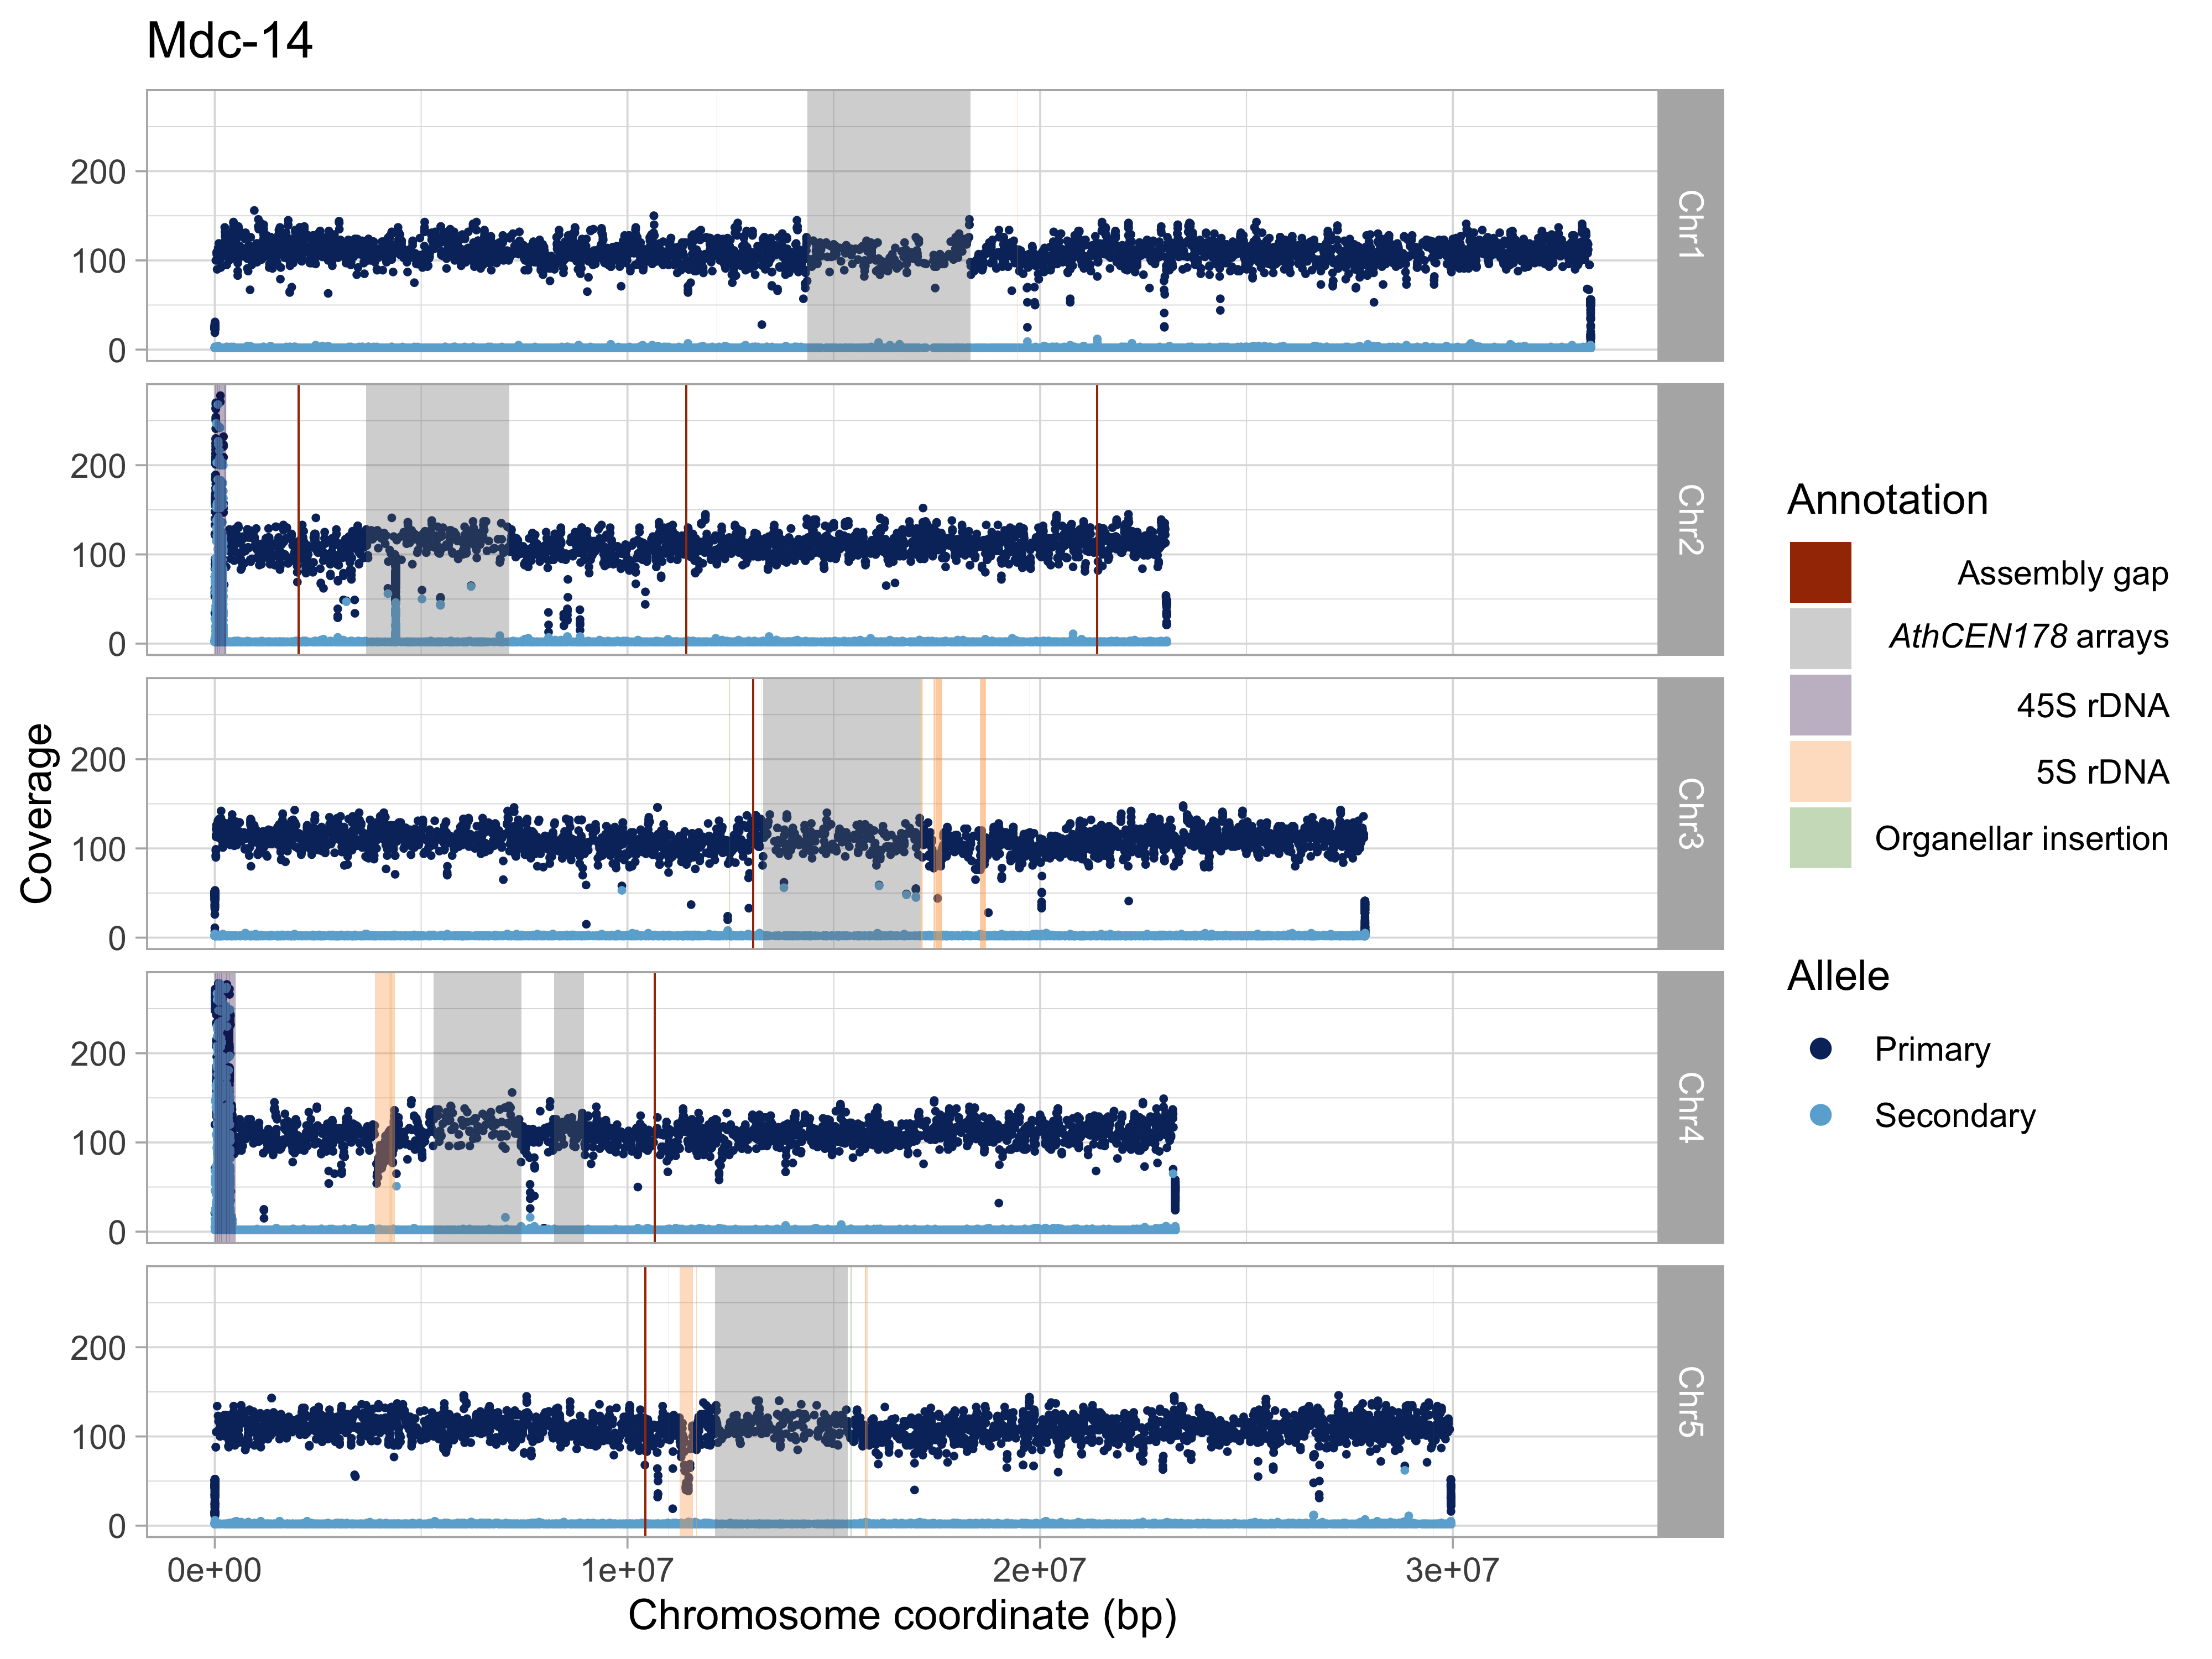 Mdc-14
Coverage
200
100
0
Chr1
200
100
0
Chr2
200
100
0
Chr3
200
100
0
Chr4
200
100
0
Chr5
0e+00 1e+07 2e+07 3e+07
Chromosome coordinate (bp)
Annotation
Assembly gap
AthCEN178 arrays
45S rDNA
5S rDNA
Organellar insertion
Allele
Primary
Secondary